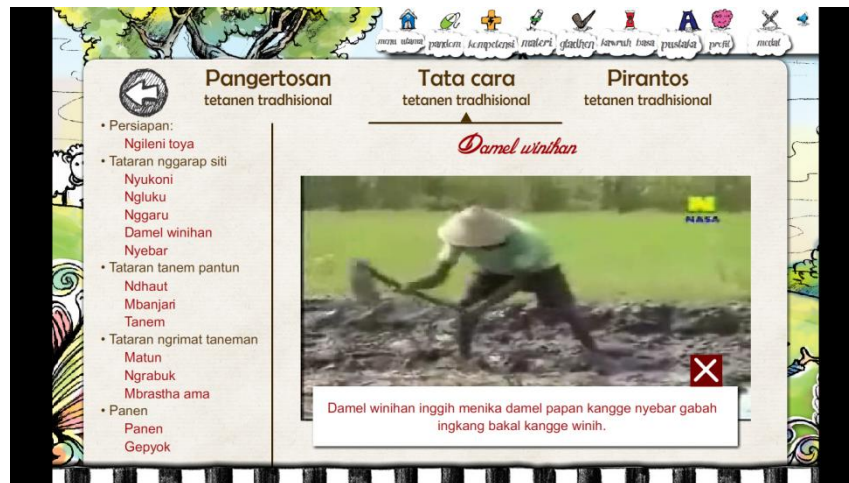 menu utama pandom kompetensi materi gladhen kawruh basa pustaka profil medal
Pangertosan
tetanen tradhisional
Tata cara
tetanen tradhisional
Pirantos
tetanen tradhisional
• Persiapan:
Ngileni toya
• Tataran nggarap siti
Nyukoni
Ngluku
Nggaru
Damel winihan
Nyebar
• Tataran tanem pantun
Ndhaut
Mbanjari
Tanem
• Tataran ngrimat taneman
Matun
Ngrabuk
Mbrastha ama
• Panen
Panen
Gepyok
Damel winihan
NASA
Damel winihan inggih menika damel papan kangge nyebar gabah
ingkang bakal kangge winih.